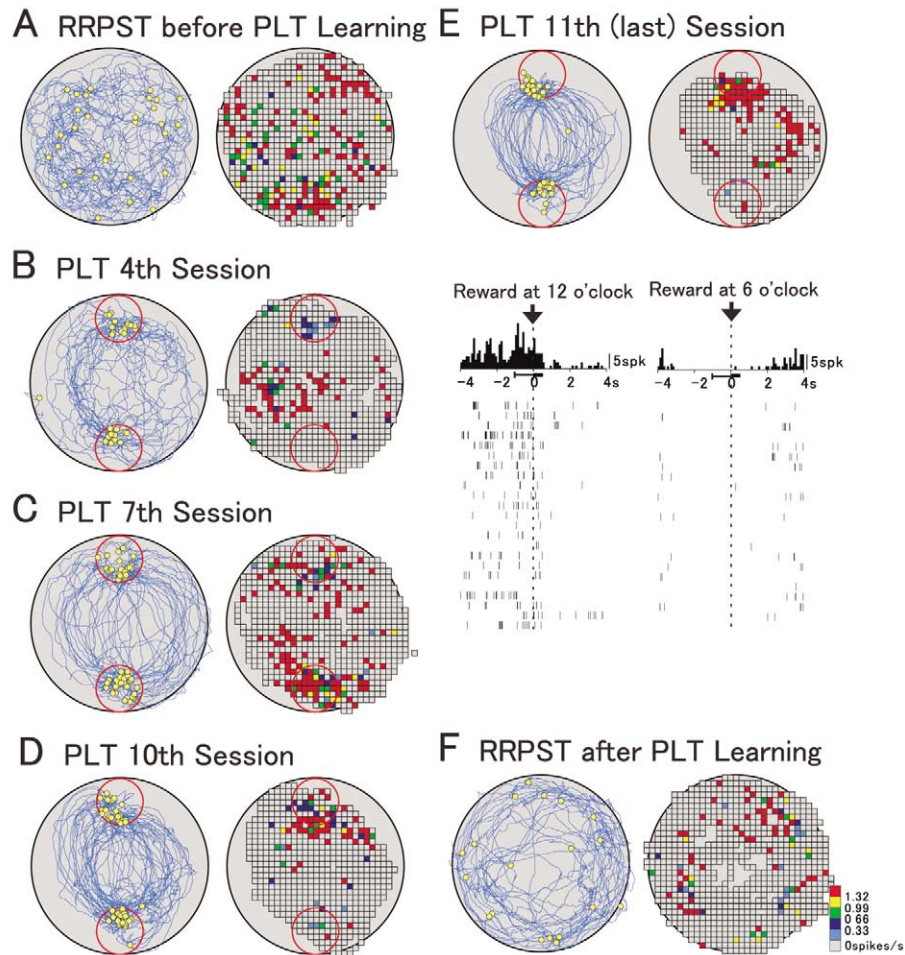 A RRPST before PLT Learning
B PLT 4th Session
C PLT 7th Session
D PLT 10th Session
E PLT 11th (last) Session
Reward at 12 o'clock
Reward at 6 o'clock
5spk
5spk
-4 -2 0 2 4s
-4 -2 0 2 4s
F RRPST after PLT Learning
1.32
0.99
0 66
0.33
0spikes/s